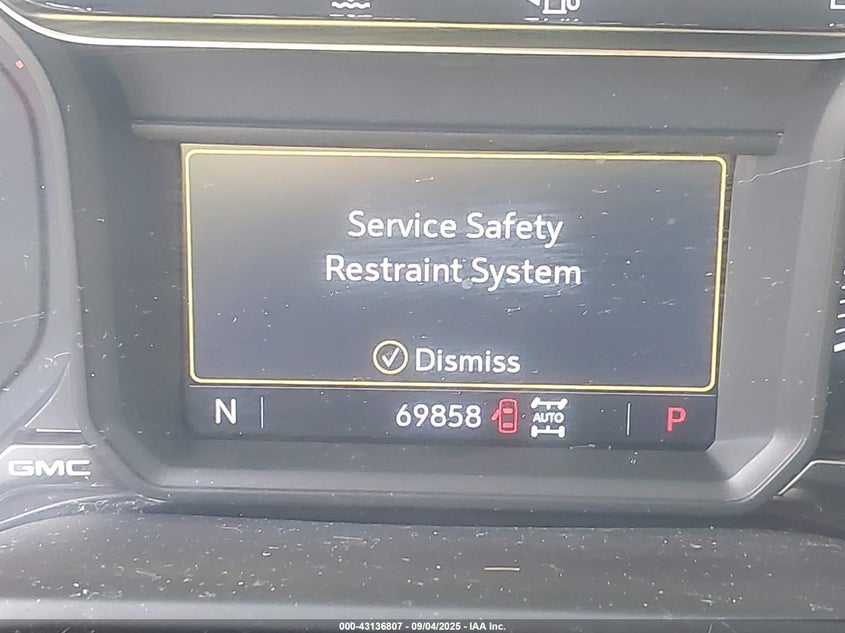 Service Safety
Restraint System
Dismiss
N 69858 AUTO P
GMC
000-43136807 - 09/04/2025 - IAA Inc.